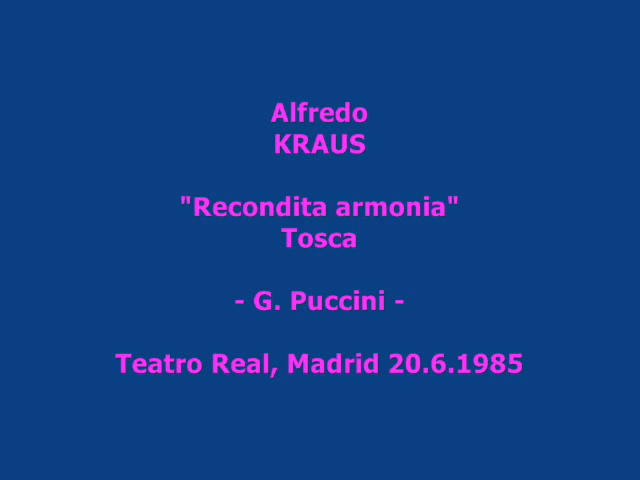 Alfredo
KRAUS
"Recondita armonia"
Tosca
- G. Puccini -
Teatro Real, Madrid 20.6.1985